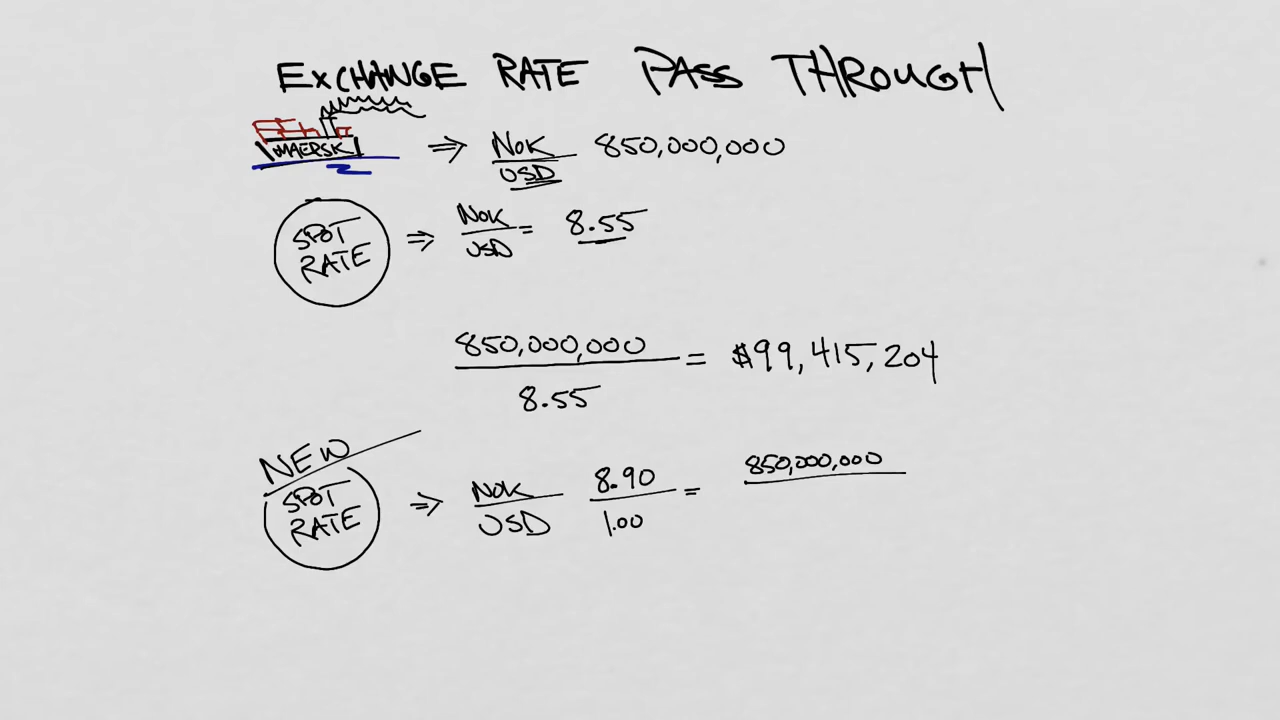 EXCHANGE RATE PASS THROUGH
MAERSK ⇒ NOK 850,000,000
USD
SPOT RATE ⇒ NOK = 8.55
USD
850,000,000 = $99,415,204
8.55
NEW
SPOT RATE ⇒ NOK 8.90 = 850,000,000
USD 1.00